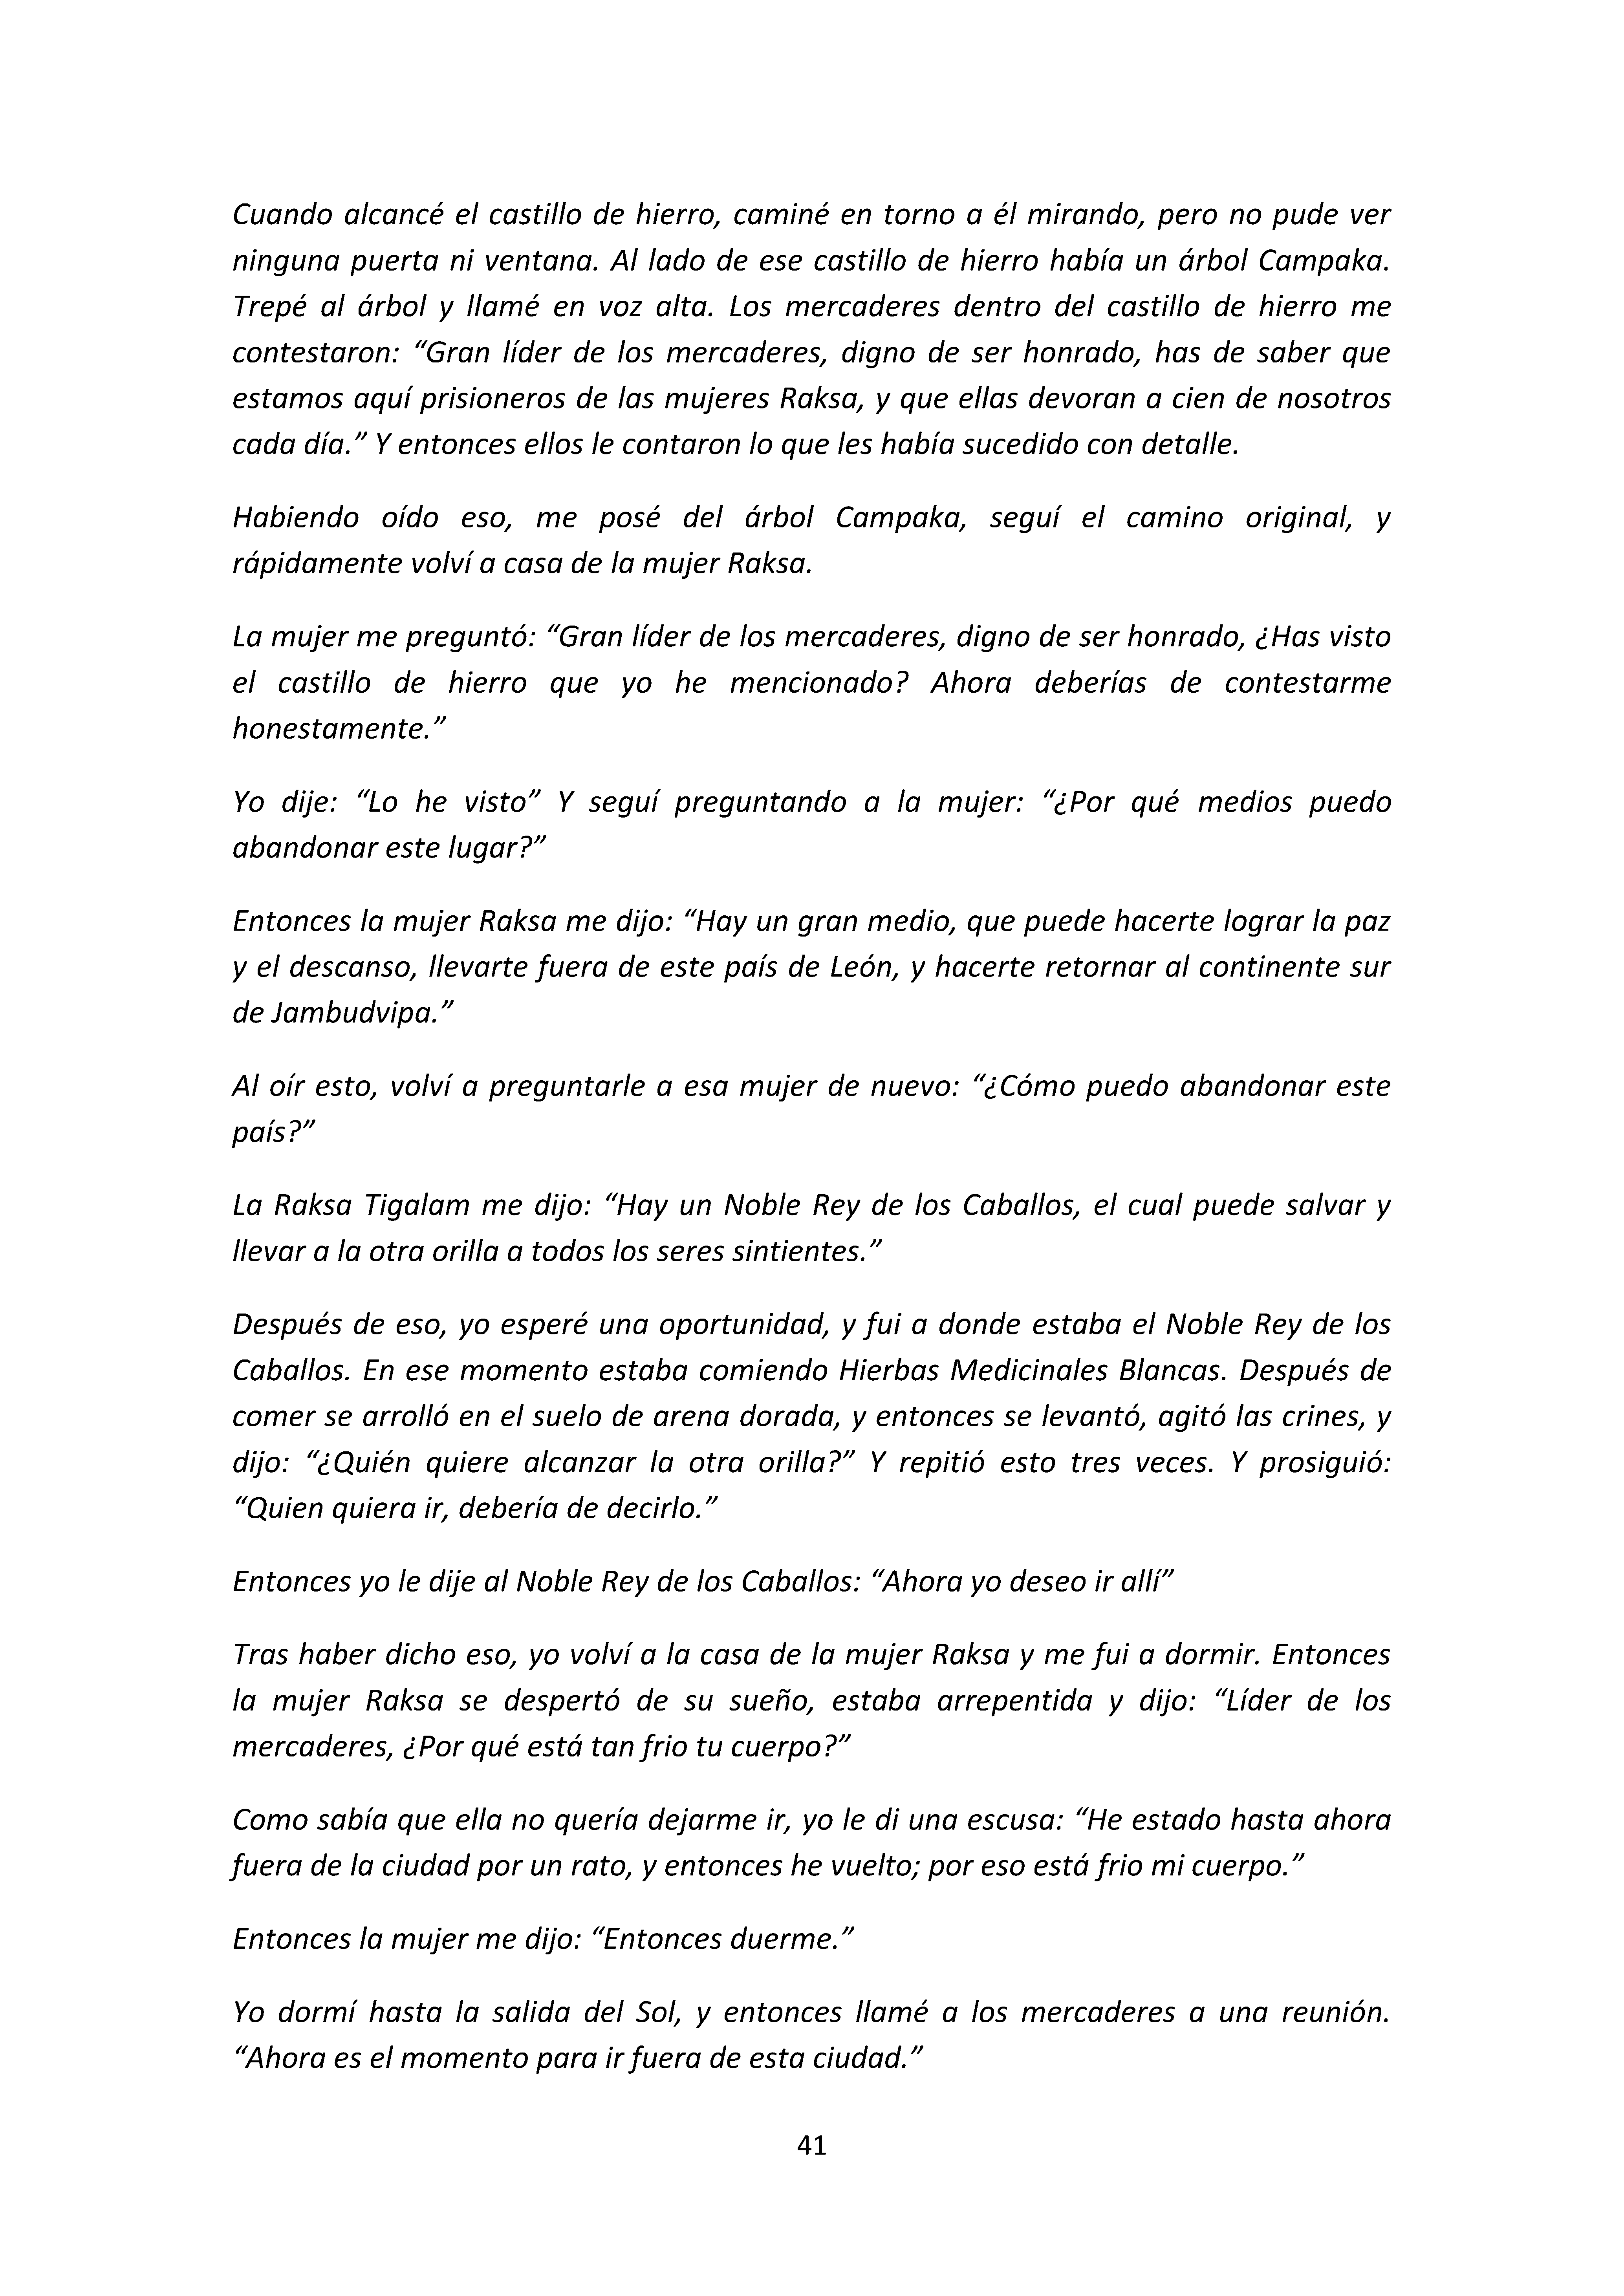 Cuando alcancé el castillo de hierro, caminé en torno a él mirando, pero no pude ver
ninguna puerta ni ventana. Al lado de ese castillo de hierro había un árbol Campaka.
Trepé al árbol y llamé en voz alta. Los mercaderes dentro del castillo de hierro me
contestaron: “Gran líder de los mercaderes, digno de ser honrado, has de saber que
estamos aquí prisioneros de las mujeres Raksa, y que ellas devoran a cien de nosotros
cada día.” Y entonces ellos le contaron lo que les había sucedido con detalle.
Habiendo oído eso, me posé del árbol Campaka, seguí el camino original, y
rápidamente volví a casa de la mujer Raksa.
La mujer me preguntó: “Gran líder de los mercaderes, digno de ser honrado, ¿Has visto
el castillo de hierro que yo he mencionado? Ahora deberías de contestarme
honestamente.”
Yo dije: “Lo he visto” Y seguí preguntando a la mujer: “¿Por qué medios puedo
abandonar este lugar?”
Entonces la mujer Raksa me dijo: “Hay un gran medio, que puede hacerte lograr la paz
y el descanso, llevarte fuera de este país de León, y hacerte retornar al continente sur
de Jambudvipa.”
Al oír esto, volví a preguntarle a esa mujer de nuevo: “¿Cómo puedo abandonar este
país?”
La Raksa Tigalam me dijo: “Hay un Noble Rey de los Caballos, el cual puede salvar y
llevar a la otra orilla a todos los seres sintientes.”
Después de eso, yo esperé una oportunidad, y fui a donde estaba el Noble Rey de los
Caballos. En ese momento estaba comiendo Hierbas Medicinales Blancas. Después de
comer se arrolló en el suelo de arena dorada, y entonces se levantó, agitó las crines, y
dijo: “¿Quién quiere alcanzar la otra orilla?” Y repitió esto tres veces. Y prosiguió:
“Quien quiera ir, debería de decirlo.”
Entonces yo le dije al Noble Rey de los Caballos: “Ahora yo deseo ir allí”
Tras haber dicho eso, yo volví a la casa de la mujer Raksa y me fui a dormir. Entonces
la mujer Raksa se despertó de su sueño, estaba arrepentida y dijo: “Líder de los
mercaderes, ¿Por qué está tan frio tu cuerpo?”
Como sabía que ella no quería dejarme ir, yo le di una escusa: “He estado hasta ahora
fuera de la ciudad por un rato, y entonces he vuelto; por eso está frio mi cuerpo.”
Entonces la mujer me dijo: “Entonces duerme.”
Yo dormí hasta la salida del Sol, y entonces llamé a los mercaderes a una reunión.
“Ahora es el momento para ir fuera de esta ciudad.”
41